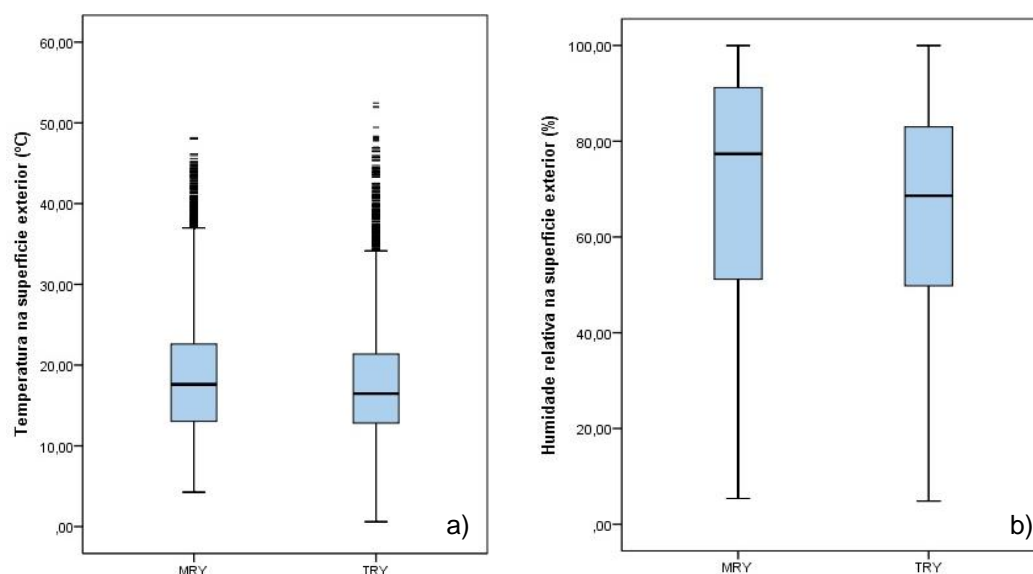 Temperatura na superfície exterior (ºC)
60,00
50,00
40,00
30,00
20,00
10,00
,00
MRY
TRY
a)
Humidade relativa na superfície exterior (%)
100,00
80,00
60,00
40,00
20,00
,00
MRY
TRY
b)